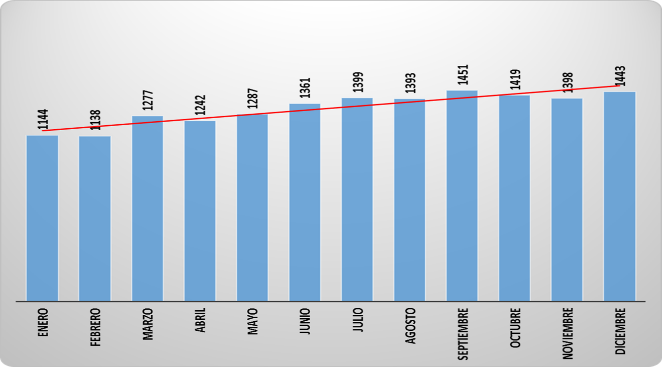 1144
1138
1277
1242
1287
1361
1399
1393
1451
1419
1398
1443
ENERO
FEBRERO
MARZO
ABRIL
MAYO
JUNIO
JULIO
AGOSTO
SEPTIEMBRE
OCTUBRE
NOVIEMBRE
DICIEMBRE